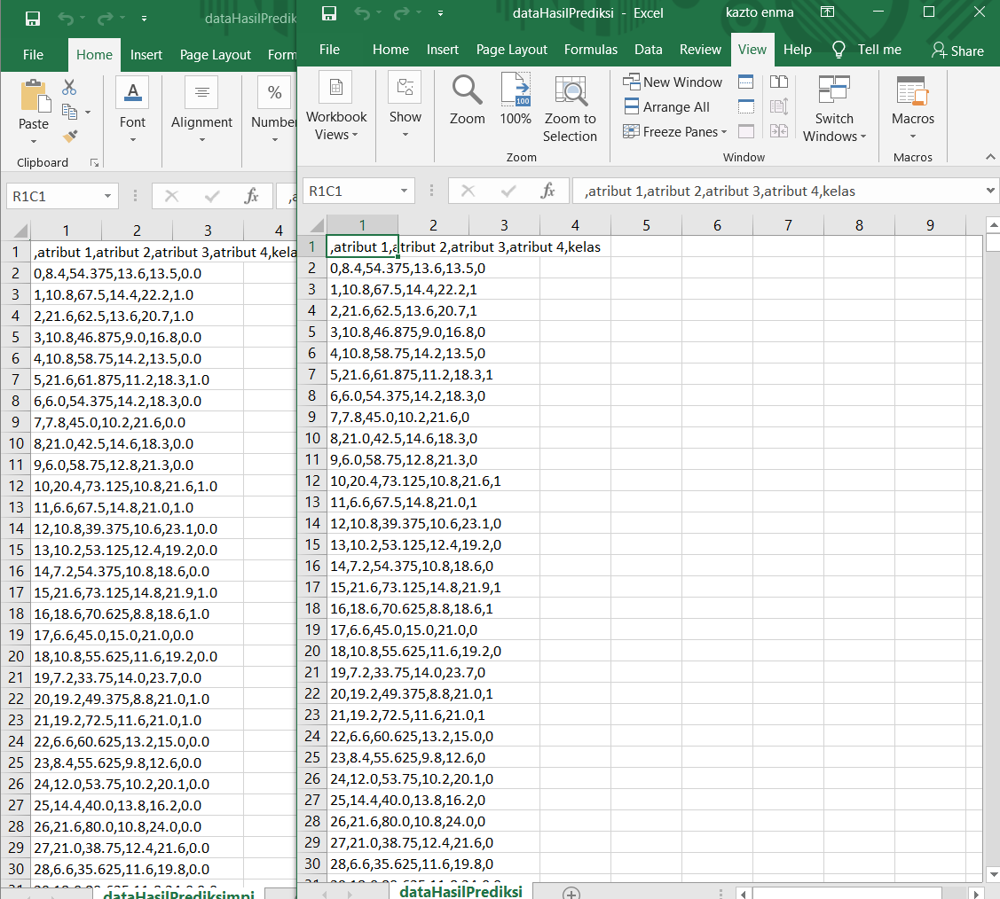 dataHasilPredik
File
Home
Insert
Page Layout
Form
Paste
Font
Alignment
%
Number
Clipboard
R1C1
fx
,a
1 2 3 4
1 ,atribut 1,atribut 2,atribut 3,atribut 4,kela
2 0,8.4,54.375,13.6,13.5,0.0
3 1,10.8,67.5,14.4,22.2,1.0
4 2,21.6,62.5,13.6,20.7,1.0
5 3,10.8,46.875,9.0,16.8,0.0
6 4,10.8,58.75,14.2,13.5,0.0
7 5,21.6,61.875,11.2,18.3,1.0
8 6,6.0,54.375,14.2,18.3,0.0
9 7,7.8,45.0,10.2,21.6,0.0
10 8,21.0,42.5,14.6,18.3,0.0
11 9,6.0,58.75,12.8,21.3,0.0
12 10,20.4,73.125,10.8,21.6,1.0
13 11,6.6,67.5,14.8,21.0,1.0
14 12,10.8,39.375,10.6,23.1,0.0
15 13,10.2,53.125,12.4,19.2,0.0
16 14,7.2,54.375,10.8,18.6,0.0
17 15,21.6,73.125,14.8,21.9,1.0
18 16,18.6,70.625,8.8,18.6,1.0
19 17,6.6,45.0,15.0,21.0,0.0
20 18,10.8,55.625,11.6,19.2,0.0
21 19,7.2,33.75,14.0,23.7,0.0
22 20,19.2,49.375,8.8,21.0,1.0
23 21,19.2,72.5,11.6,21.0,1.0
24 22,6.6,60.625,13.2,15.0,0.0
25 23,8.4,55.625,9.8,12.6,0.0
26 24,12.0,53.75,10.2,20.1,0.0
27 25,14.4,40.0,13.8,16.2,0.0
28 26,21.6,80.0,10.8,24.0,0.0
29 27,21.0,38.75,12.4,21.6,0.0
30 28,6.6,35.625,11.6,19.8,0.0
dataHasilPrediksimpi
dataHasilPrediksi - Excel
kazto enma
File
Home
Insert
Page Layout
Formulas
Data
Review
View
Help
Tell me
Share
Workbook
Views
Show
Zoom
100
100%
Zoom to
Selection
Zoom
New Window
Arrange All
Freeze Panes
Switch
Windows
Window
Macros
Macros
R1C1
fx
,atribut 1,atribut 2,atribut 3,atribut 4,kelas
1 2 3 4 5 6 7 8 9
1 ,atribut 1,atribut 2,atribut 3,atribut 4,kelas
2 0,8.4,54.375,13.6,13.5,0
3 1,10.8,67.5,14.4,22.2,1
4 2,21.6,62.5,13.6,20.7,1
5 3,10.8,46.875,9.0,16.8,0
6 4,10.8,58.75,14.2,13.5,0
7 5,21.6,61.875,11.2,18.3,1
8 6,6.0,54.375,14.2,18.3,0
9 7,7.8,45.0,10.2,21.6,0
10 8,21.0,42.5,14.6,18.3,0
11 9,6.0,58.75,12.8,21.3,0
12 10,20.4,73.125,10.8,21.6,1
13 11,6.6,67.5,14.8,21.0,1
14 12,10.8,39.375,10.6,23.1,0
15 13,10.2,53.125,12.4,19.2,0
16 14,7.2,54.375,10.8,18.6,0
17 15,21.6,73.125,14.8,21.9,1
18 16,18.6,70.625,8.8,18.6,1
19 17,6.6,45.0,15.0,21.0,0
20 18,10.8,55.625,11.6,19.2,0
21 19,7.2,33.75,14.0,23.7,0
22 20,19.2,49.375,8.8,21.0,1
23 21,19.2,72.5,11.6,21.0,1
24 22,6.6,60.625,13.2,15.0,0
25 23,8.4,55.625,9.8,12.6,0
26 24,12.0,53.75,10.2,20.1,0
27 25,14.4,40.0,13.8,16.2,0
28 26,21.6,80.0,10.8,24.0,0
29 27,21.0,38.75,12.4,21.6,0
30 28,6.6,35.625,11.6,19.8,0
dataHasilPrediksi